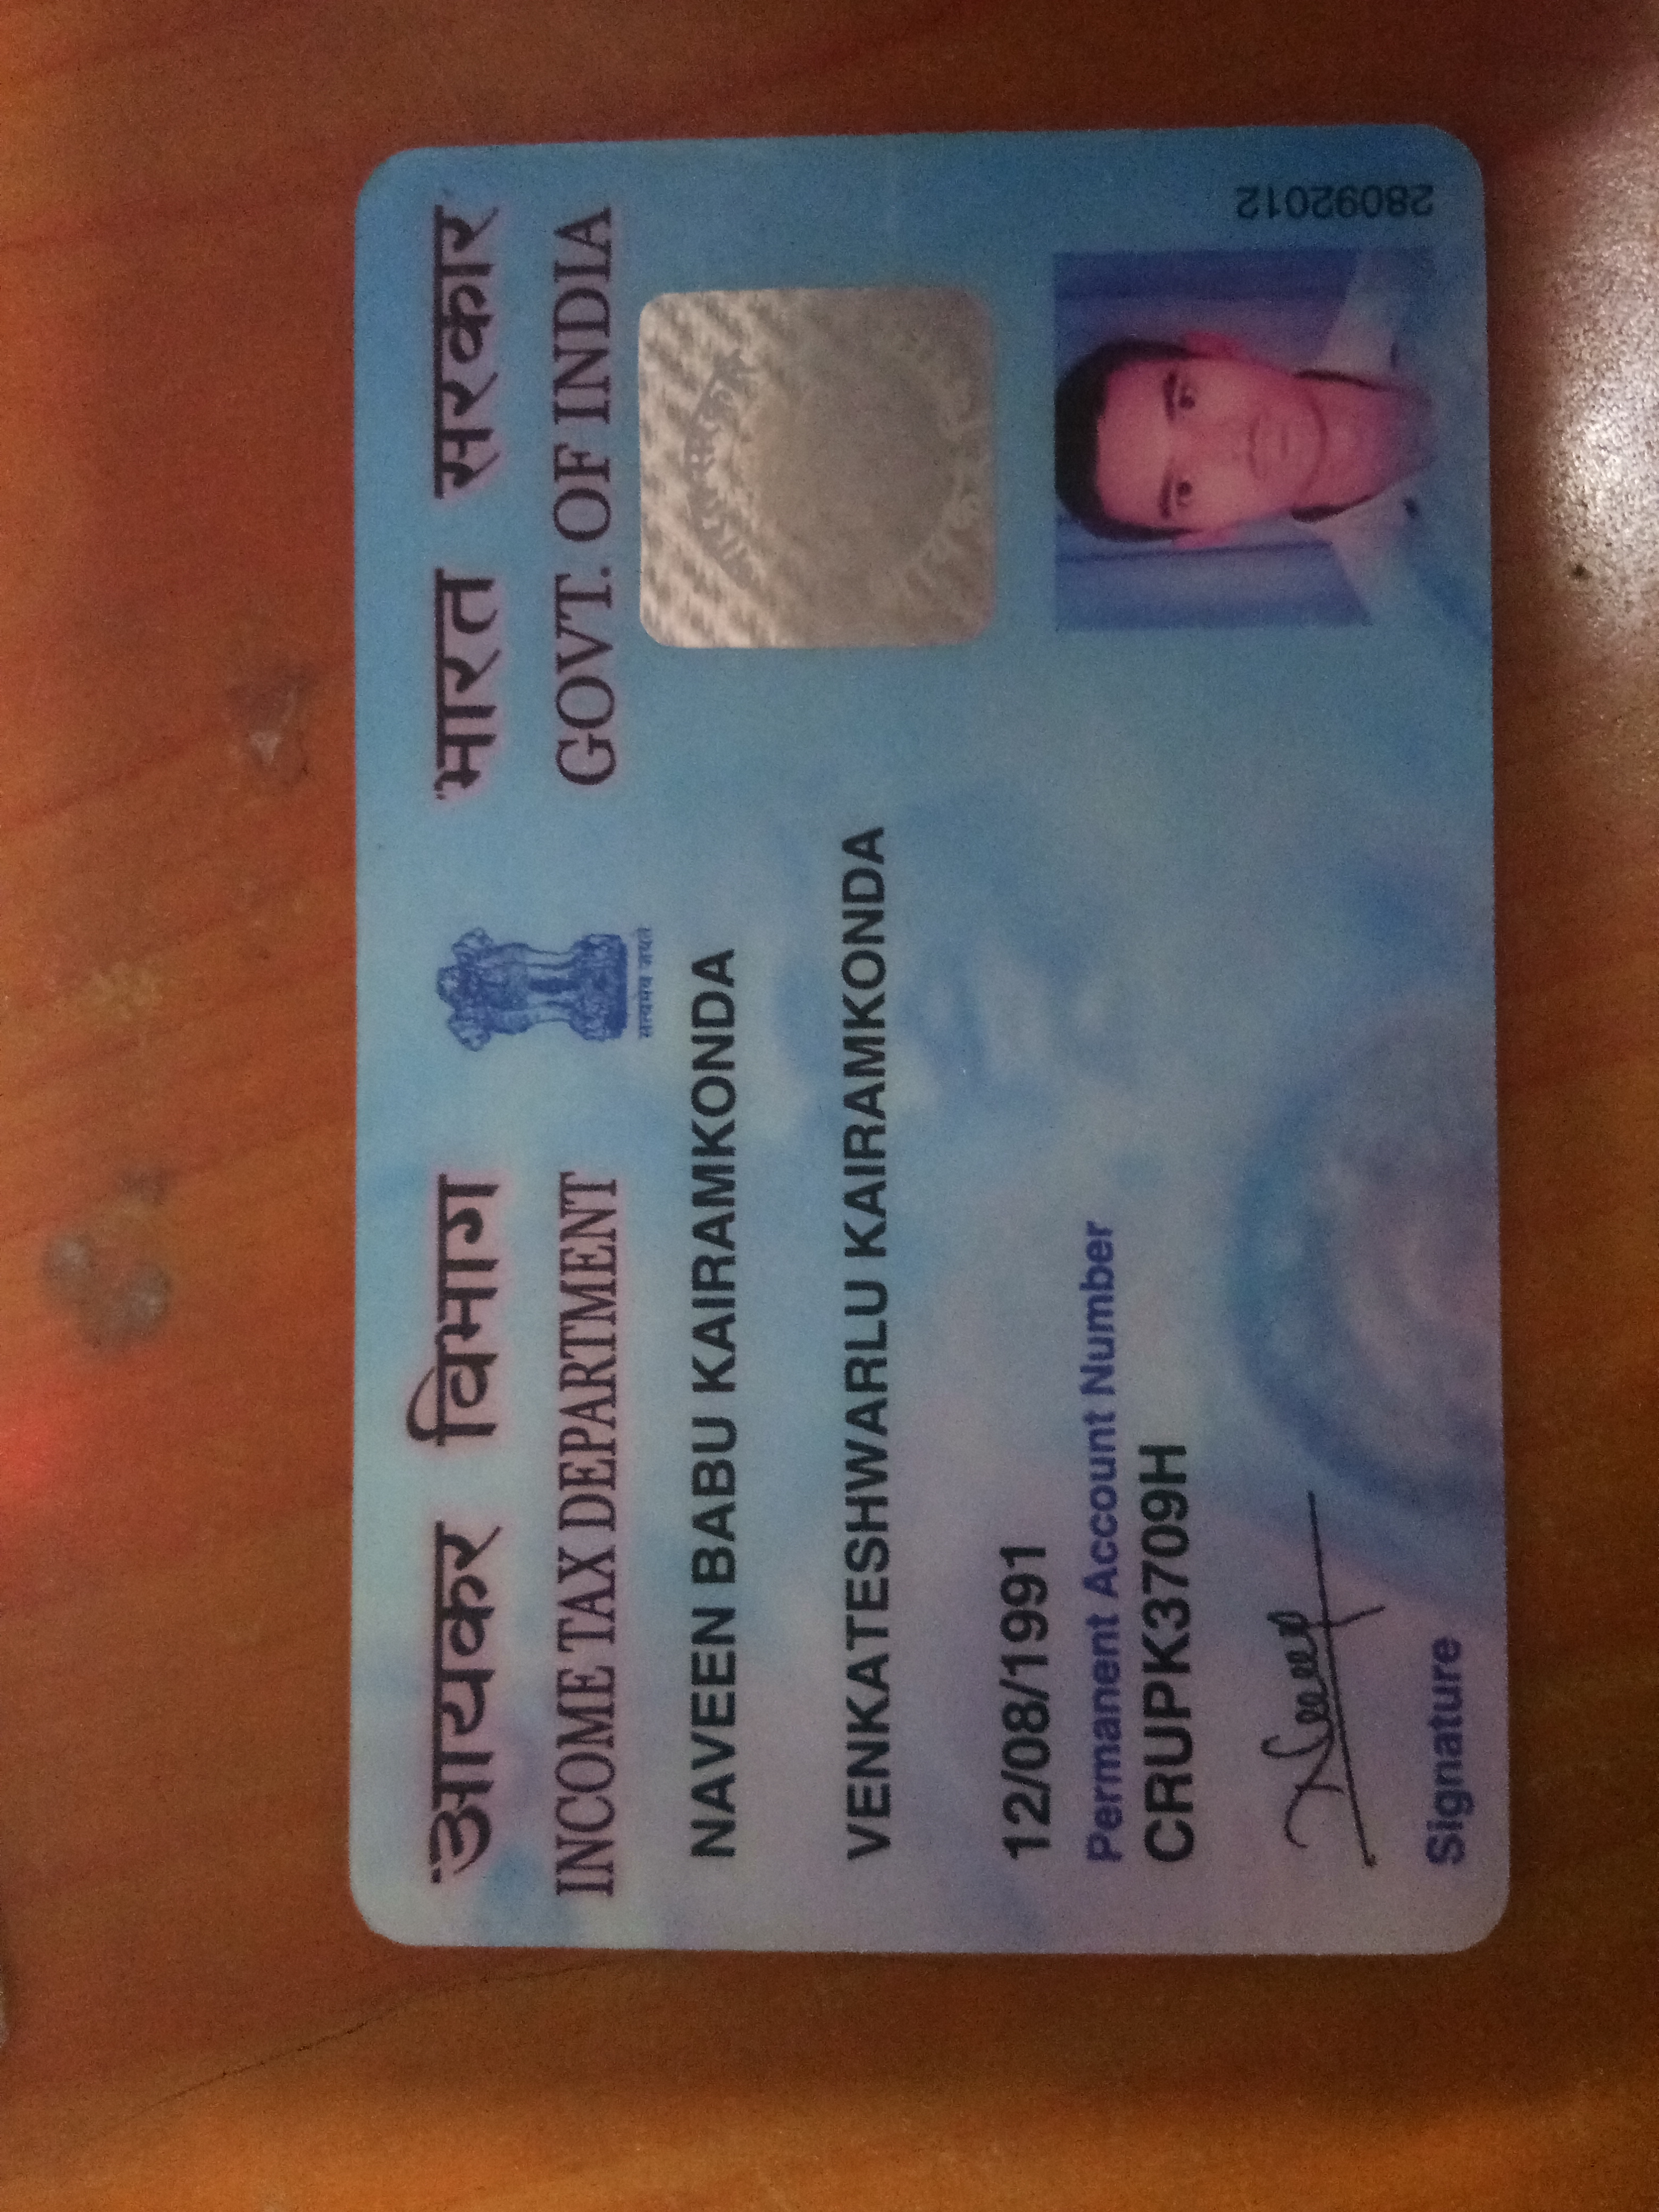 आयकर विभाग
INCOME TAX DEPARTMENT
सत्यमेव जयते
भारत सरकार
GOVT. OF INDIA
NAVEEN BABU KAIRAMKONDA
VENKATESHWARLU KAIRAMKONDA
12/08/1991
Permanent Account Number
CRUPK3709H
Signature
28092012